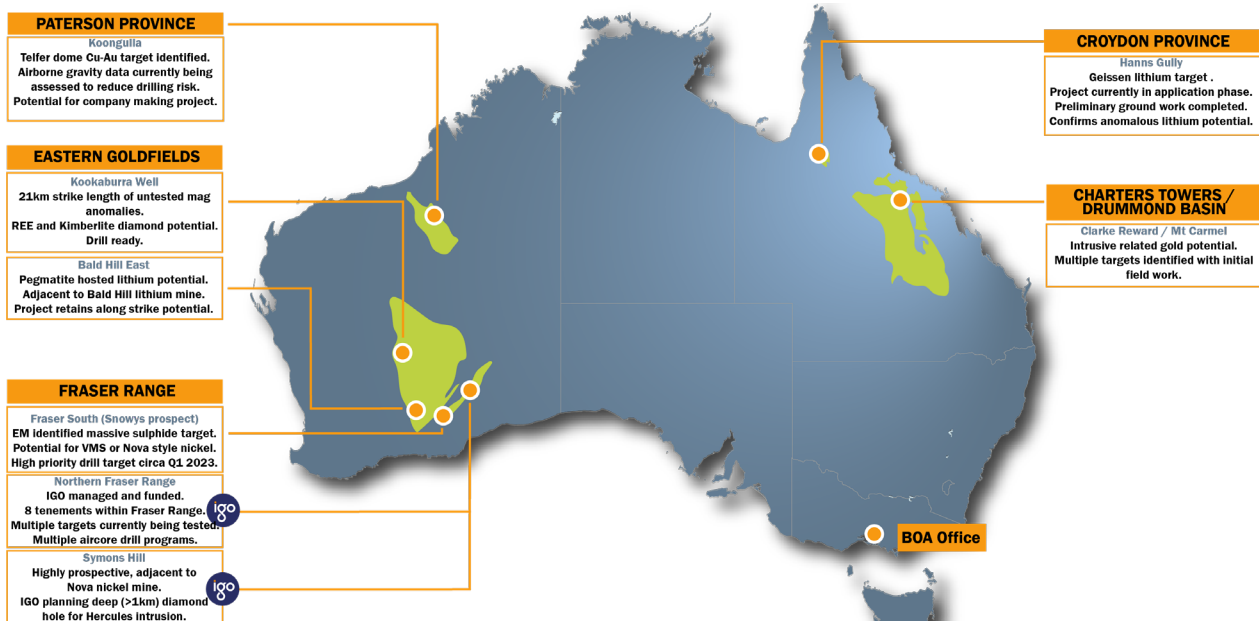 PATERSON PROVINCE
Koongulla
Telfer dome Cu-Au target identified.
Airborne gravity data currently being
assessed to reduce drilling risk.
Potential for company making project.
EASTERN GOLDFIELDS
Kookaburra Well
21km strike length of untested mag
anomalies.
REE and Kimberlite diamond potential.
Drill ready.
Bald Hill East
Pegmatite hosted lithium potential.
Adjacent to Bald Hill lithium mine.
Project retains along strike potential.
FRASER RANGE
Fraser South (Snowys prospect)
EM identified massive sulphide target.
Potential for VMS or Nova style nickel.
High priority drill target circa Q1 2023.
Northern Fraser Range
IGO managed and funded.
8 tenements within Fraser Range.
Multiple targets currently being tested.
Multiple aircore drill programs.
igo
Symons Hill
Highly prospective, adjacent to
Nova nickel mine.
IGO planning deep (>1km) diamond
hole for Hercules intrusion.
igo
CROYDON PROVINCE
Hanns Gully
Geissen lithium target .
Project currently in application phase.
Preliminary ground work completed.
Confirms anomalous lithium potential.
CHARTERS TOWERS /
DRUMMOND BASIN
Clarke Reward / Mt Carmel
Intrusive related gold potential.
Multiple targets identified with initial
field work.
BOA Office